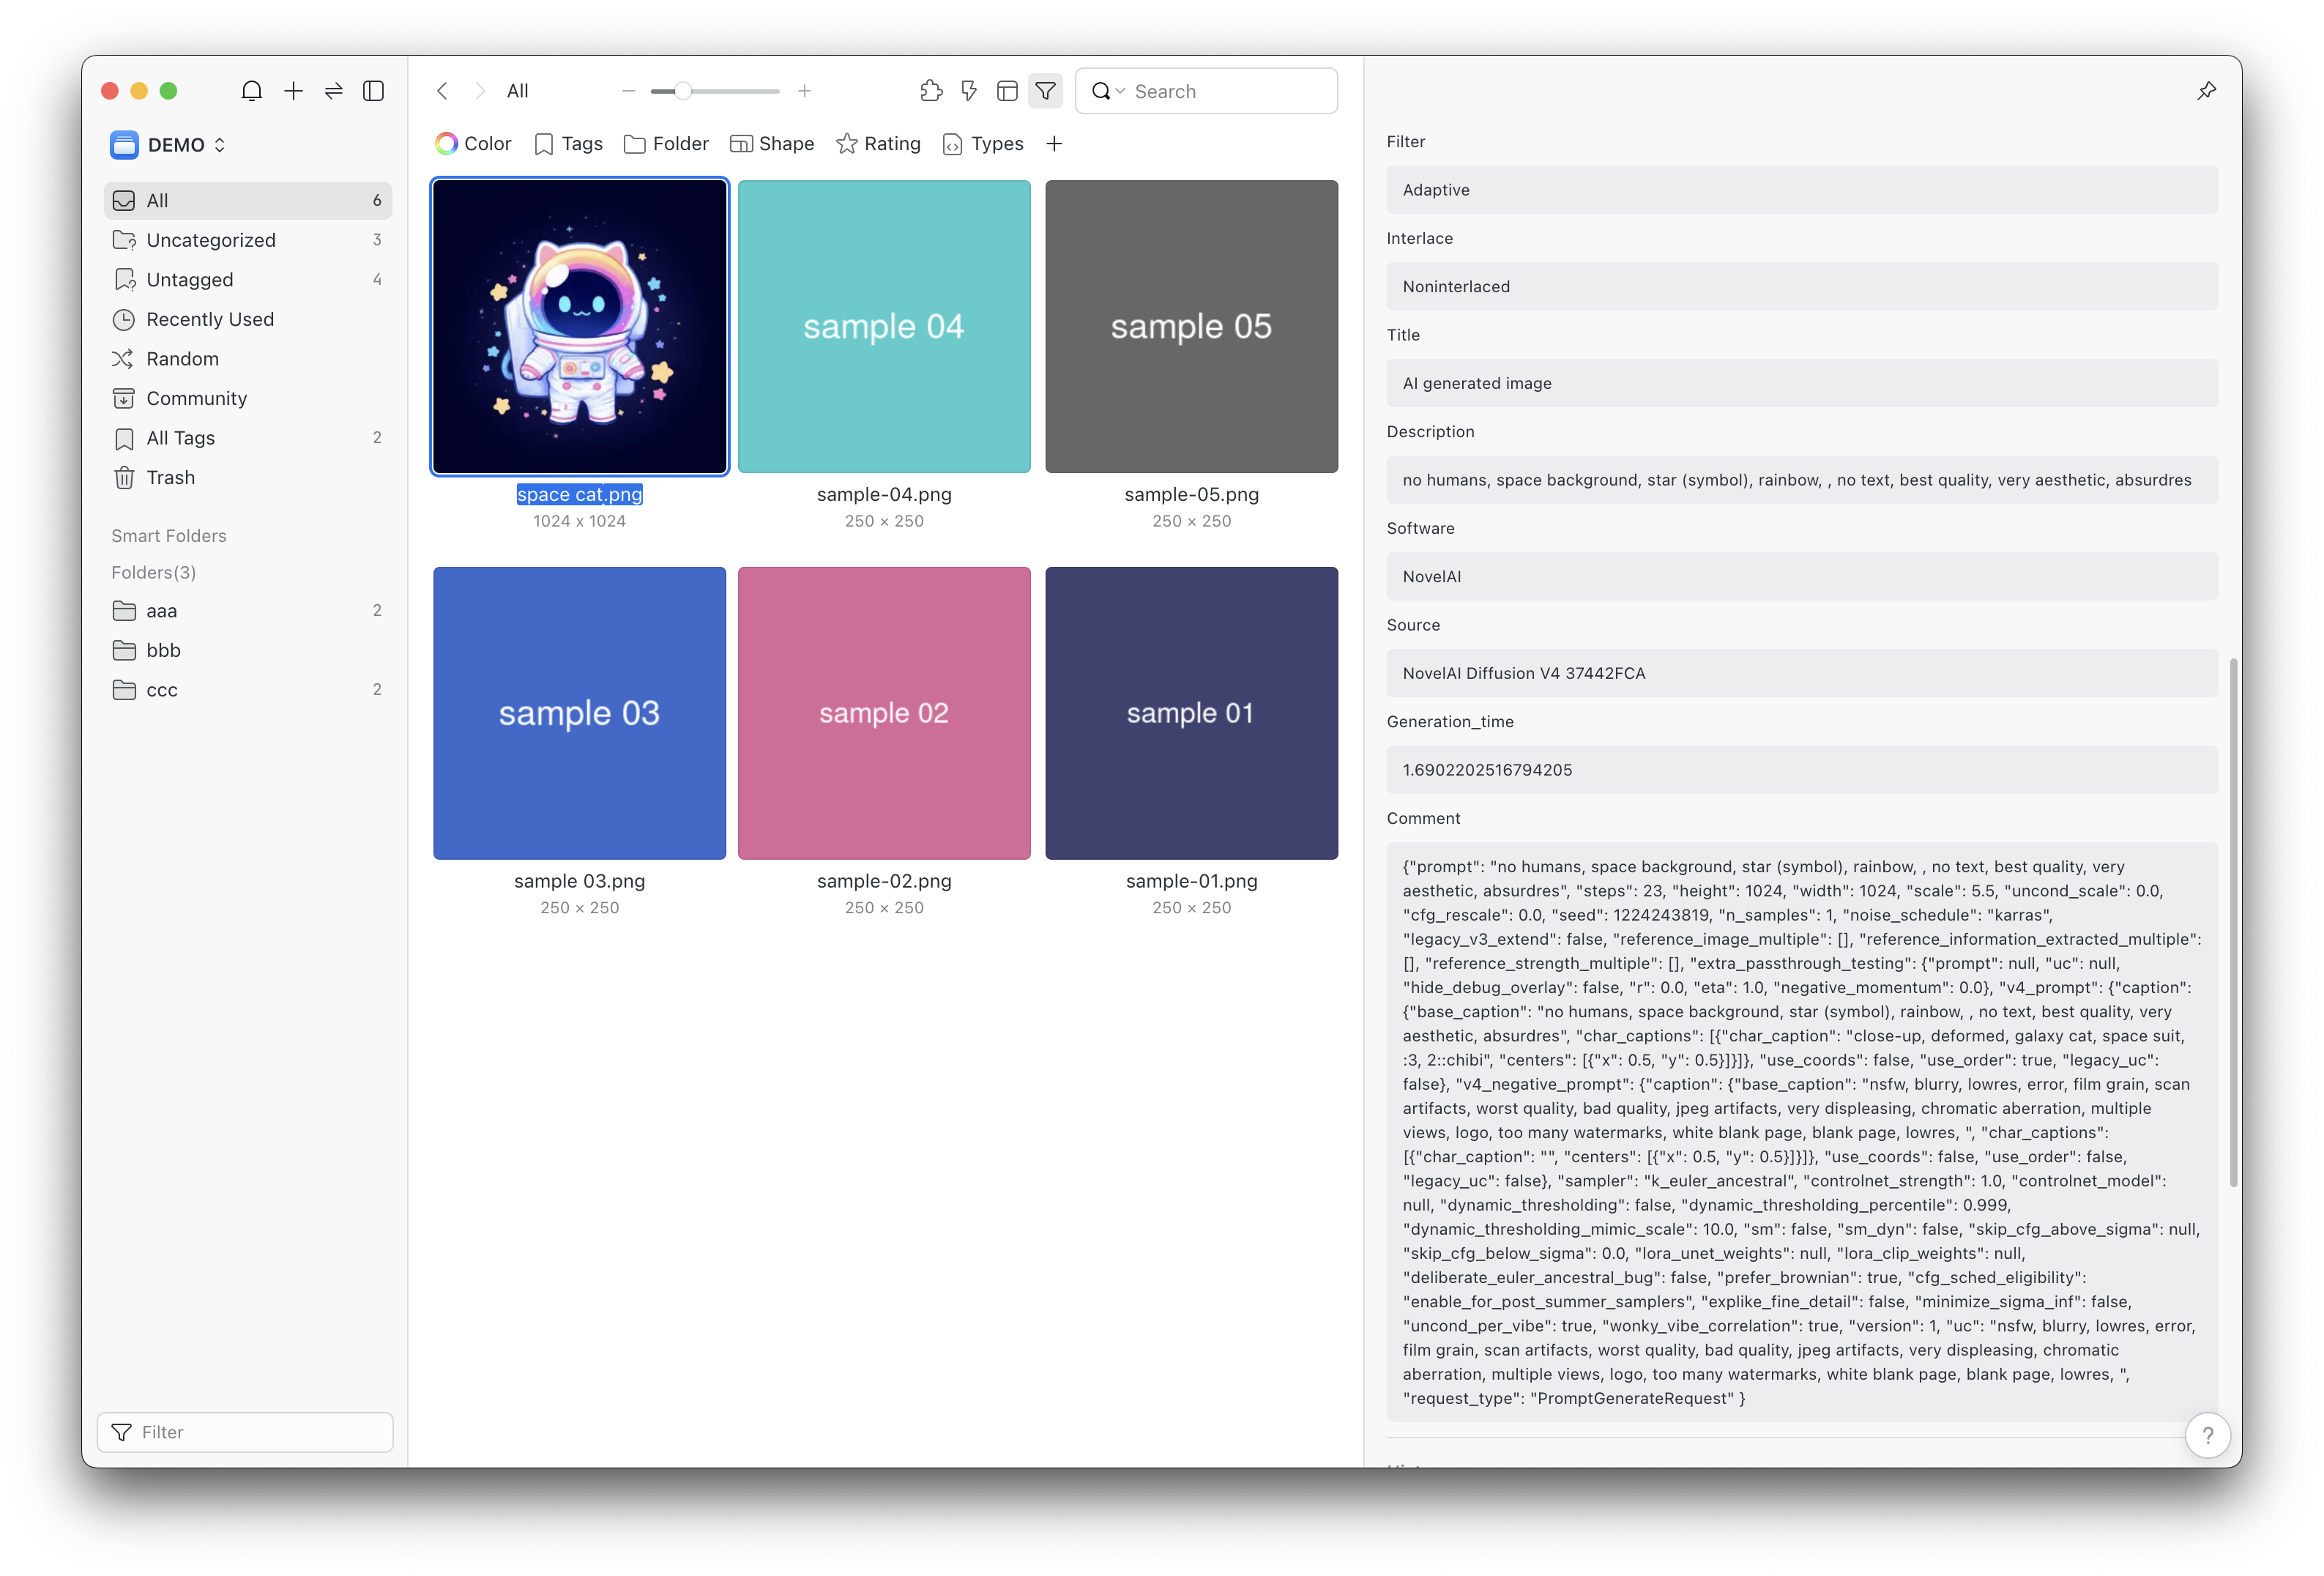 DEMO
All 6
Uncategorized 3
Untagged 4
Recently Used
Random
Community
All Tags 2
Trash
Smart Folders
Folders(3)
aaa 2
bbb
ccc 2
Filter
All
Search
Color Tags Folder Shape Rating Types
sample 04
sample 05
space cat.png
sample-04.png
sample-05.png
1024 x 1024
250 × 250
250 × 250
sample 03
sample 02
sample 01
sample 03.png
sample-02.png
sample-01.png
250 × 250
250 × 250
250 × 250
Filter
Adaptive
Interlace
Noninterlaced
Title
AI generated image
Description
no humans, space background, star (symbol), rainbow, , no text, best quality, very aesthetic, absurdres
Software
NovelAI
Source
NovelAI Diffusion V4 37442FCA
Generation_time
1.6902202516794205
Comment
{"prompt": "no humans, space background, star (symbol), rainbow, , no text, best quality, very
aesthetic, absurdres", "steps": 23, "height": 1024, "width": 1024, "scale": 5.5, "uncond_scale": 0.0,
"cfg_rescale": 0.0, "seed": 1224243819, "n_samples": 1, "noise_schedule": "karras",
"legacy_v3_extend": false, "reference_image_multiple": [], "reference_information_extracted_multiple":
[], "reference_strength_multiple": [], "extra_passthrough_testing": {"prompt": null, "uc": null,
"hide_debug_overlay": false, "r": 0.0, "eta": 1.0, "negative_momentum": 0.0}, "v4_prompt": {"caption":
{"base_caption": "no humans, space background, star (symbol), rainbow, , no text, best quality, very
aesthetic, absurdres", "char_captions": [{"char_caption": "close-up, deformed, galaxy cat, space suit,
:3, 2::chibi", "centers": [{"x": 0.5, "y": 0.5}]}]}, "use_coords": false, "use_order": true, "legacy_uc":
false}, "v4_negative_prompt": {"caption": {"base_caption": "nsfw, blurry, lowres, error, film grain, scan
artifacts, worst quality, bad quality, jpeg artifacts, very displeasing, chromatic aberration, multiple
views, logo, too many watermarks, white blank page, blank page, lowres, ", "char_captions":
[{"char_caption": "", "centers": [{"x": 0.5, "y": 0.5}]}]}, "use_coords": false, "use_order": false,
"legacy_uc": false}, "sampler": "k_euler_ancestral", "controlnet_strength": 1.0, "controlnet_model":
null, "dynamic_thresholding": false, "dynamic_thresholding_percentile": 0.999,
"dynamic_thresholding_mimic_scale": 10.0, "sm": false, "sm_dyn": false, "skip_cfg_above_sigma": null,
"skip_cfg_below_sigma": 0.0, "lora_unet_weights": null, "lora_clip_weights": null,
"deliberate_euler_ancestral_bug": false, "prefer_brownian": true, "cfg_sched_eligibility":
"enable_for_post_summer_samplers", "explike_fine_detail": false, "minimize_sigma_inf": false,
"uncond_per_vibe": true, "wonky_vibe_correlation": true, "version": 1, "uc": "nsfw, blurry, lowres, error,
film grain, scan artifacts, worst quality, bad quality, jpeg artifacts, very displeasing, chromatic
aberration, multiple views, logo, too many watermarks, white blank page, blank page, lowres, ",
"request_type": "PromptGenerateRequest" }
?